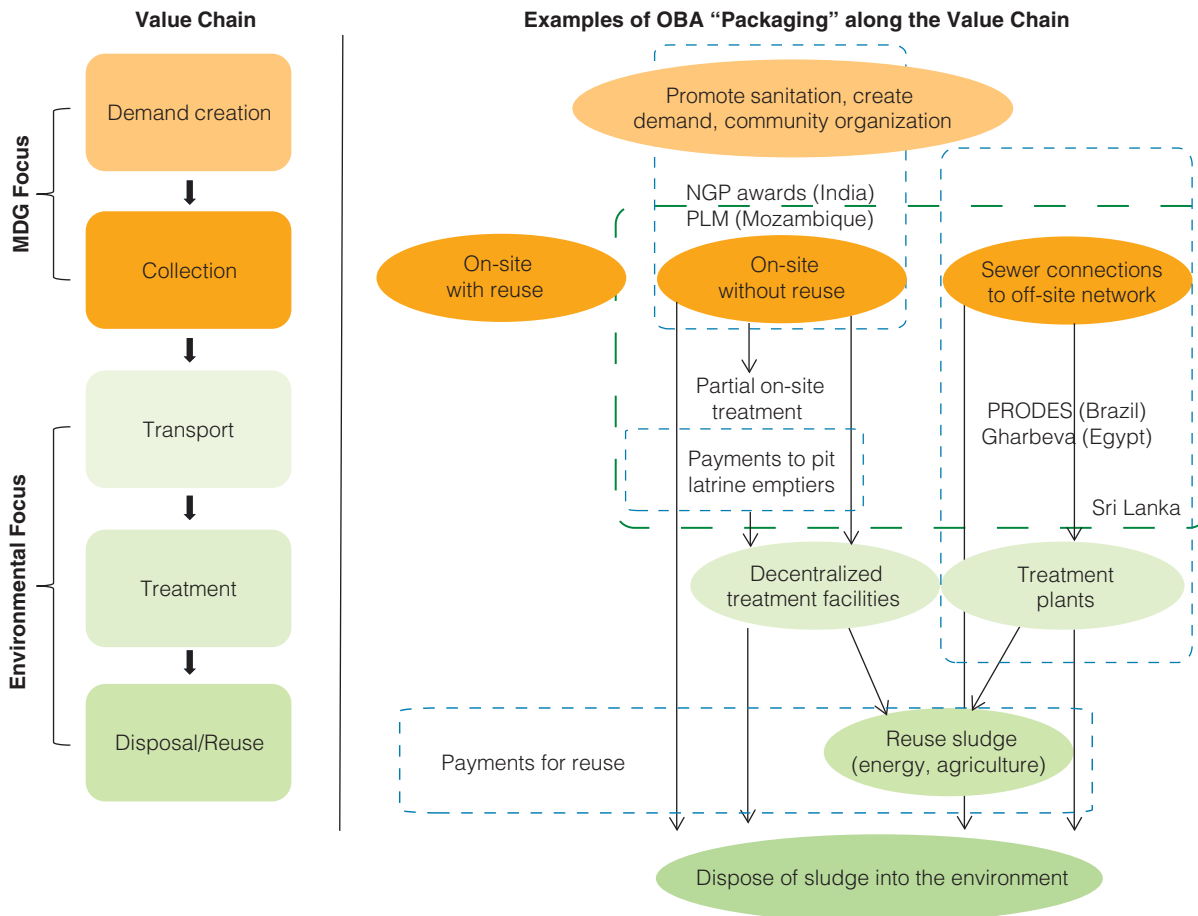 Value Chain
Examples of OBA “Packaging” along the Value Chain
MDG Focus
Environmental Focus
Demand creation
Collection
Transport
Treatment
Disposal/Reuse
Promote sanitation, create
demand, community organization
NGP awards (India)
PLM (Mozambique)
On-site
with reuse
On-site
without reuse
Sewer connections
to off-site network
Partial on-site
treatment
PRODES (Brazil)
Gharbeva (Egypt)
Payments to pit
latrine emptiers
Sri Lanka
Decentralized
treatment facilities
Treatment
plants
Payments for reuse
Reuse sludge
(energy, agriculture)
Dispose of sludge into the environment